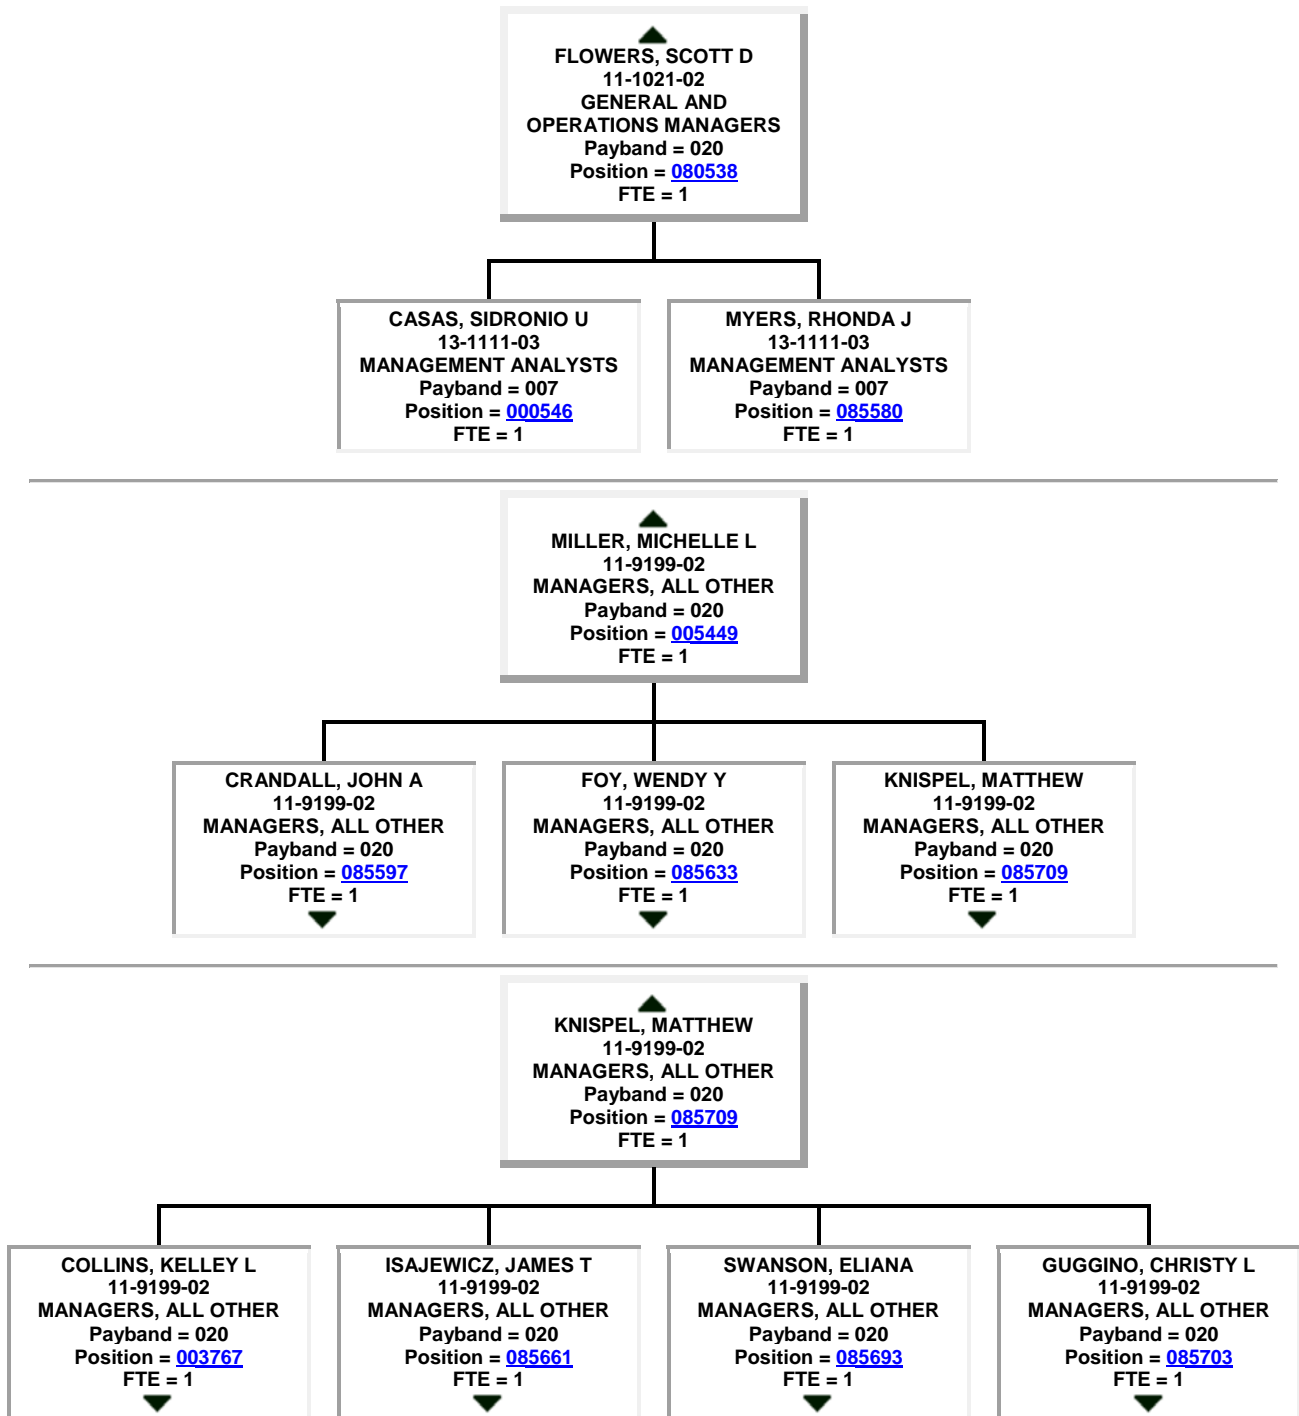 FLOWERS, SCOTT D
11-1021-02
GENERAL AND
OPERATIONS MANAGERS
Payband = 020
Position = 080538
FTE = 1
CASAS, SIDRONIO U
13-1111-03
MANAGEMENT ANALYSTS
Payband = 007
Position = 000546
FTE = 1
MYERS, RHONDA J
13-1111-03
MANAGEMENT ANALYSTS
Payband = 007
Position = 085580
FTE = 1
MILLER, MICHELLE L
11-9199-02
MANAGERS, ALL OTHER
Payband = 020
Position = 005449
FTE = 1
CRANDALL, JOHN A
11-9199-02
MANAGERS, ALL OTHER
Payband = 020
Position = 085597
FTE = 1
FOY, WENDY Y
11-9199-02
MANAGERS, ALL OTHER
Payband = 020
Position = 085633
FTE = 1
KNISPEL, MATTHEW
11-9199-02
MANAGERS, ALL OTHER
Payband = 020
Position = 085709
FTE = 1
KNISPEL, MATTHEW
11-9199-02
MANAGERS, ALL OTHER
Payband = 020
Position = 085709
FTE = 1
COLLINS, KELLEY L
11-9199-02
MANAGERS, ALL OTHER
Payband = 020
Position = 003767
FTE = 1
ISAJEWICZ, JAMES T
11-9199-02
MANAGERS, ALL OTHER
Payband = 020
Position = 085661
FTE = 1
SWANSON, ELIANA
11-9199-02
MANAGERS, ALL OTHER
Payband = 020
Position = 085693
FTE = 1
GUGGINO, CHRISTY L
11-9199-02
MANAGERS, ALL OTHER
Payband = 020
Position = 085703
FTE = 1